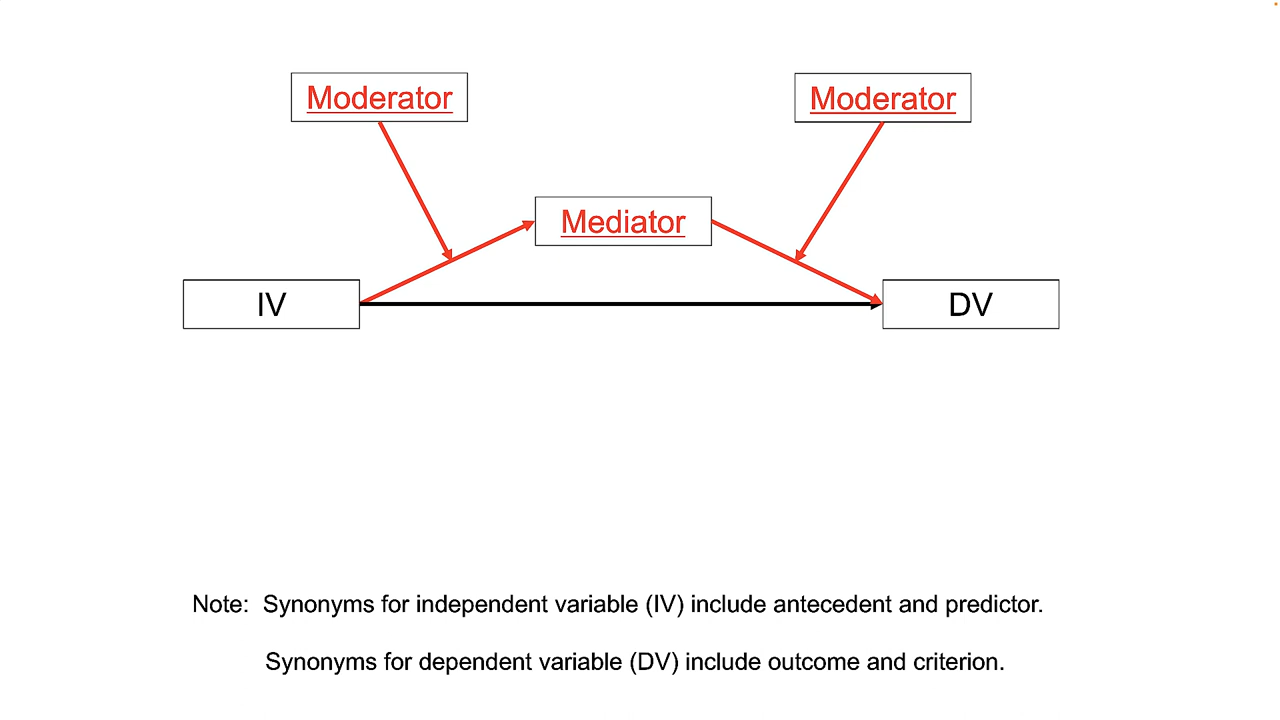 Moderator
Moderator
Mediator
IV
DV
Note: Synonyms for independent variable (IV) include antecedent and predictor.
Synonyms for dependent variable (DV) include outcome and criterion.